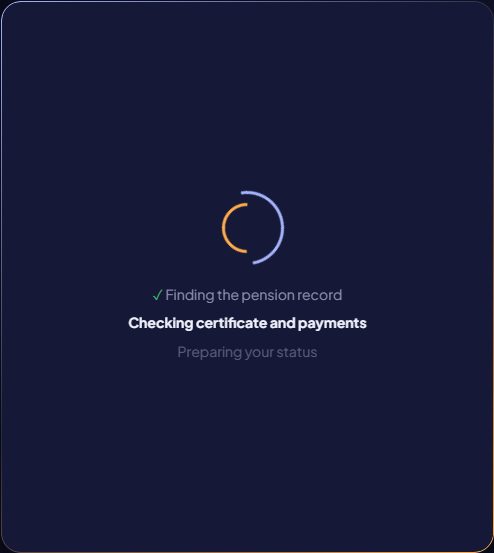 ✓ Finding the pension record
Checking certificate and payments
Preparing your status